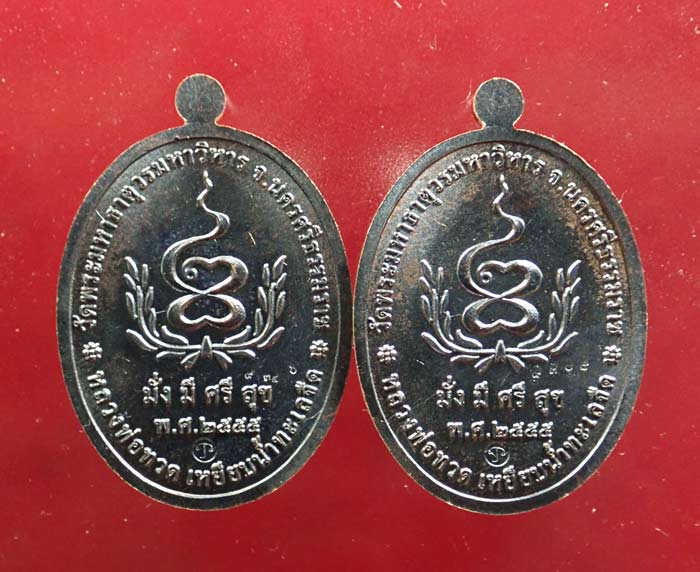 วัดพระมหาธาตุวรมหาวิหาร จ.นครศรีธรรมราช
มั่ง มี ศรี สุข
พ.ศ.๒๕๕๕
หลวงพ่อทวด เหยียบน้ำทะเลจืด
วัดพระมหาธาตุวรมหาวิหาร จ.นครศรีธรรมราช
มั่ง มี ศรี สุข
พ.ศ.๒๕๕๕
หลวงพ่อทวด เหยียบน้ำทะเลจืด